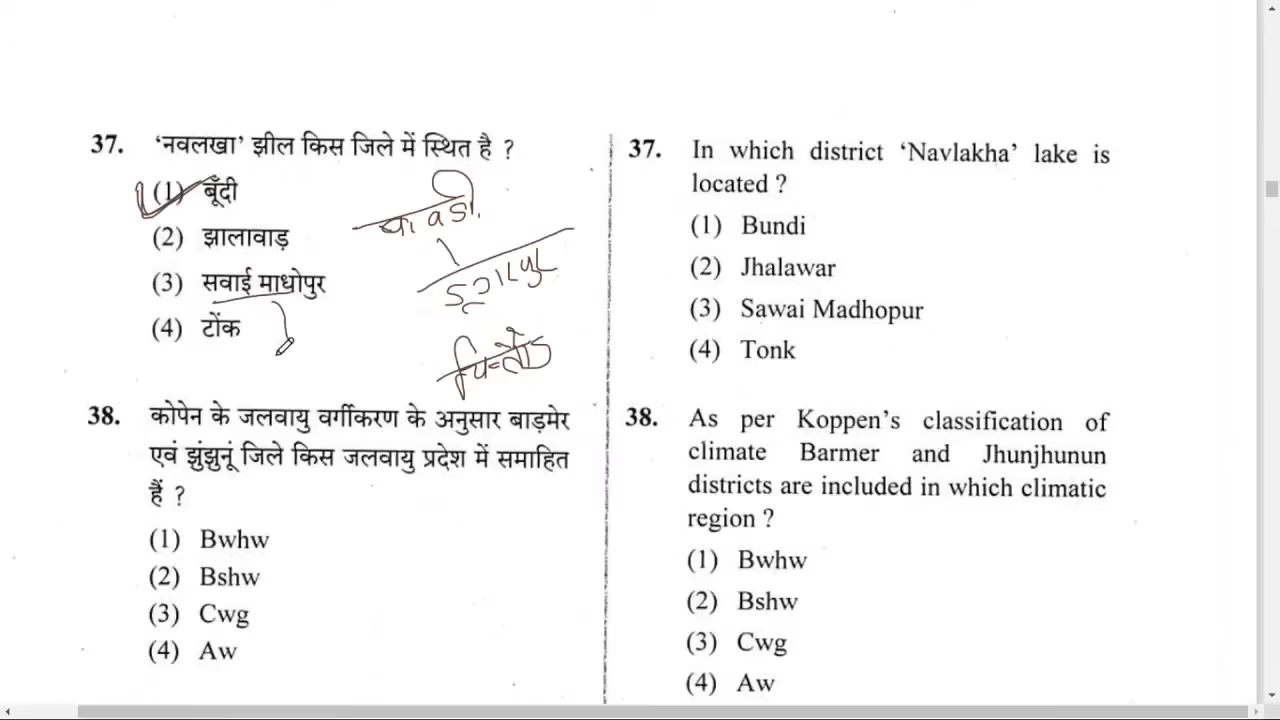 37. 'नवलखा' झील किस जिले में स्थित है ?
(1) बूँदी
(2) झालावाड़
(3) सवाई माधोपुर
(4) टोंक
38. कोपेन के जलवायु वर्गीकरण के अनुसार बाड़मेर
एवं झुंझुनूं जिले किस जलवायु प्रदेश में समाहित
हैं ?
(1) Bwhw
(2) Bshw
(3) Cwg
(4) Aw
37. In which district 'Navlakha' lake is
located ?
(1) Bundi
(2) Jhalawar
(3) Sawai Madhopur
(4) Tonk
38. As per Koppen's classification of
climate Barmer and Jhunjhunun
districts are included in which climatic
region ?
(1) Bwhw
(2) Bshw
(3) Cwg
(4) Aw